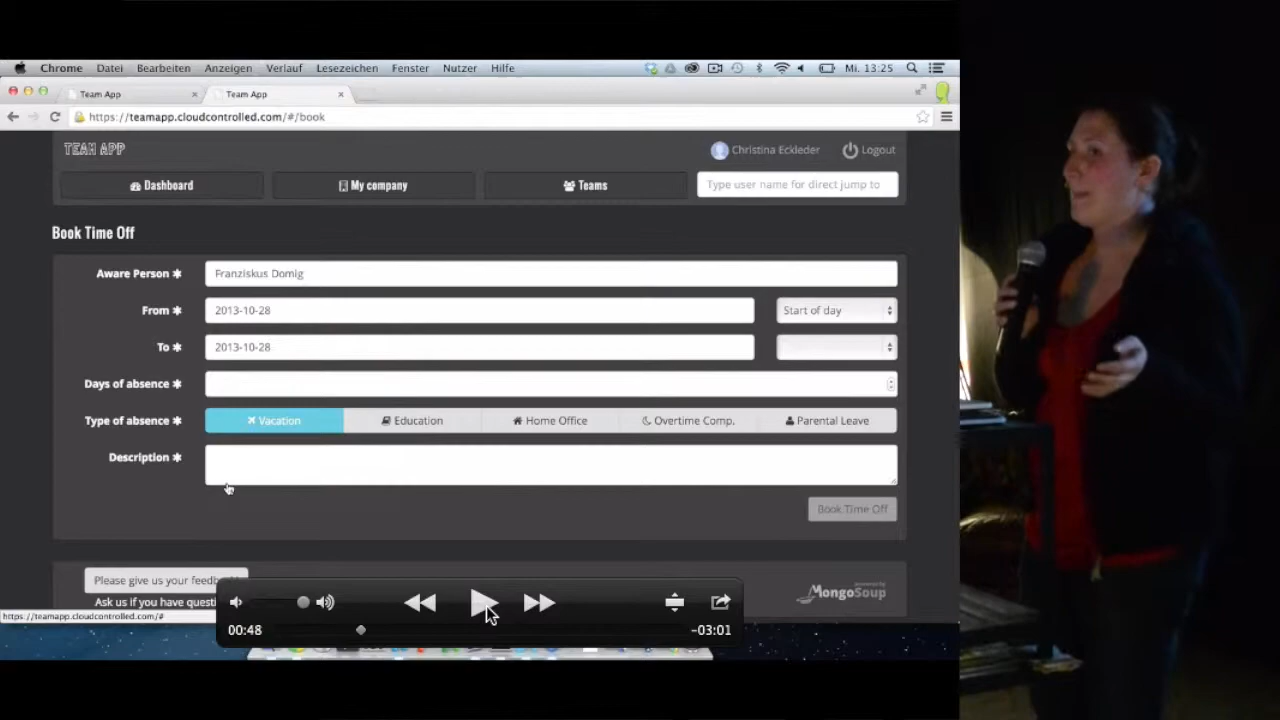 Chrome Datei Bearbeiten Anzeigen Verlauf Lesezeichen Fenster Nutzer Hilfe Mi. 13:25
Team App Team App
https://teamapp.cloudcontrolled.com/#/book
TEAM APP Christina Eckleder Logout
Dashboard My company Teams Type user name for direct jump to
Book Time Off
Aware Person ✱ Franziskus Domig
From ✱ 2013-10-28 Start of day
To ✱ 2013-10-28
Days of absence ✱
Type of absence ✱ Vacation Education Home Office Overtime Comp. Parental Leave
Description ✱
Book Time Off
Please give us your feedb
powered by
MongoSoup
Ask us if you have questi
https://teamapp.cloudcontrolled.com/#
00:48 -03:01